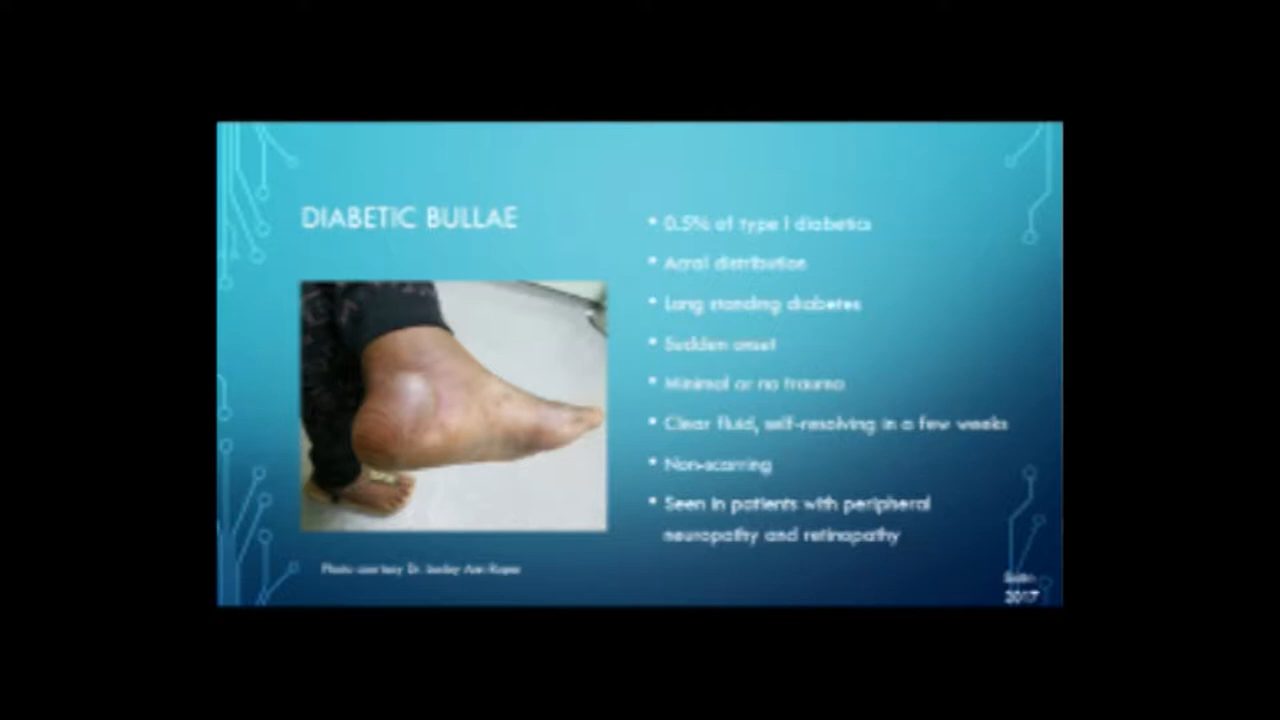 DIABETIC BULLAE
• 0.5% of type I diabetics
• Acral distribution
• Long standing diabetes
• Sudden onset
• Minimal or no trauma
• Clear fluid, self-resolving in a few weeks
• Non-scarring
• Seen in patients with peripheral
neuropathy and retinopathy
Photo courtesy Dr. Ann
2017